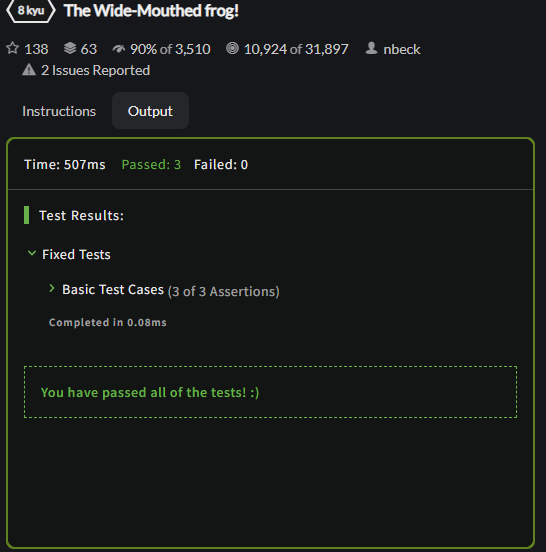 8 kyu The Wide-Mouthed frog!
138 63 90% of 3,510 10,924 of 31,897 nbeck
2 Issues Reported
Instructions Output
Time: 507ms Passed: 3 Failed: 0
Test Results:
Fixed Tests
Basic Test Cases (3 of 3 Assertions)
Completed in 0.08ms
You have passed all of the tests! :)